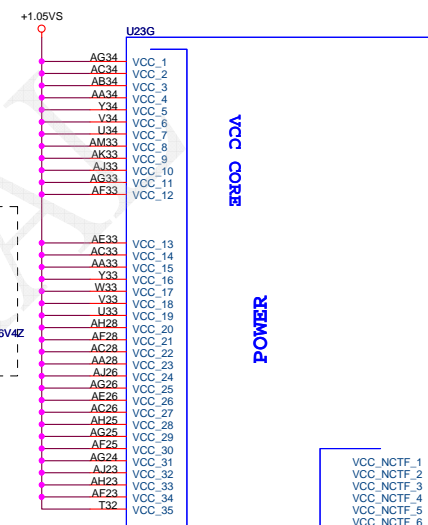 +1.05VS
U23G
AG34 VCC_1
AC34 VCC_2
AB34 VCC_3
AA34 VCC_4
Y34 VCC_5
V34 VCC_6
U34 VCC_7
AM33 VCC_8
AK33 VCC_9
AJ33 VCC_10
AG33 VCC_11
AF33 VCC_12
VCC CORE
AE33 VCC_13
AC33 VCC_14
AA33 VCC_15
Y33 VCC_16
W33 VCC_17
V33 VCC_18
U33 VCC_19
AH28 VCC_20
AF28 VCC_21
AC28 VCC_22
AA28 VCC_23
AJ26 VCC_24
AG26 VCC_25
AE26 VCC_26
AC26 VCC_27
AH25 VCC_28
AG25 VCC_29
AF25 VCC_30
AG24 VCC_31
AJ23 VCC_32
AH23 VCC_33
AF23 VCC_34
T32 VCC_35
POWER
6V4Z
VCC_NCTF_1
VCC_NCTF_2
VCC_NCTF_3
VCC_NCTF_4
VCC_NCTF_5
VCC_NCTF_6